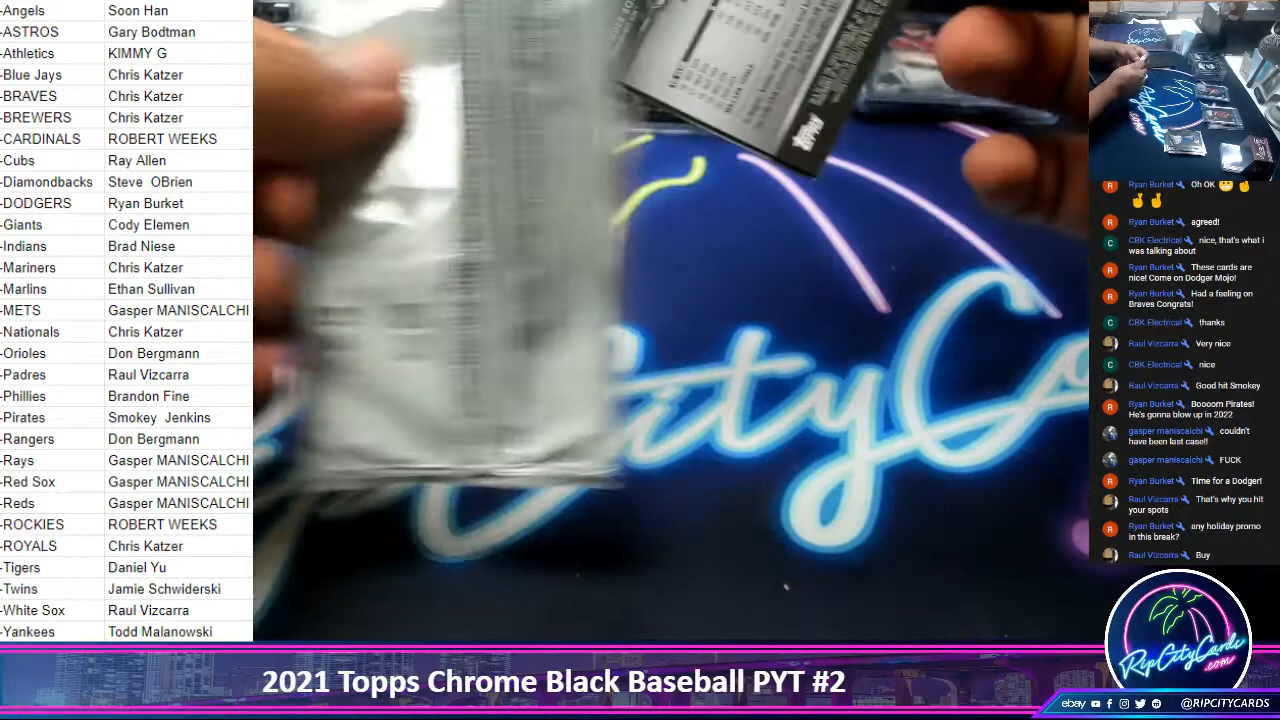 -Angels Soon Han
-ASTROS Gary Bodtman
-Athletics KIMMY G
-Blue Jays Chris Katzer
-BRAVES Chris Katzer
-BREWERS Chris Katzer
-CARDINALS ROBERT WEEKS
-Cubs Ray Allen
-Diamondbacks Steve OBrien
-DODGERS Ryan Burket
-Giants Cody Elemen
-Indians Brad Niese
-Mariners Chris Katzer
-Marlins Ethan Sullivan
-METS Gasper MANISCALCHI
-Nationals Chris Katzer
-Orioles Don Bergmann
-Padres Raul Vizcarra
-Phillies Brandon Fine
-Pirates Smokey Jenkins
-Rangers Don Bergmann
-Rays Gasper MANISCALCHI
-Red Sox Gasper MANISCALCHI
-Reds Gasper MANISCALCHI
-ROCKIES ROBERT WEEKS
-ROYALS Chris Katzer
-Tigers Daniel Yu
-Twins Jamie Schwiderski
-White Sox Raul Vizcarra
-Yankees Todd Malanowski
topps
ityC
R Ryan Burket Oh OK
R Ryan Burket agreed!
C CBK Electrical nice, that's what i
was talking about
R Ryan Burket These cards are
nice! Come on Dodger Mojo!
R Ryan Burket Had a feeling on
Braves Congrats!
C CBK Electrical thanks
Raul Vizcarra Very nice
C CBK Electrical nice
Raul Vizcarra Good hit Smokey
R Ryan Burket Boooom Pirates!
He's gonna blow up in 2022
gasper maniscalchi couldn't
have been last case!!
gasper maniscalchi FUCK
R Ryan Burket Time for a Dodger!
Raul Vizcarra That's why you hit
your spots
R Ryan Burket any holiday promo
in this break?
Raul Vizcarra Buy
RipCityCards
.com
2021 Topps Chrome Black Baseball PYT #2
ebay @RIPCITYCARDS